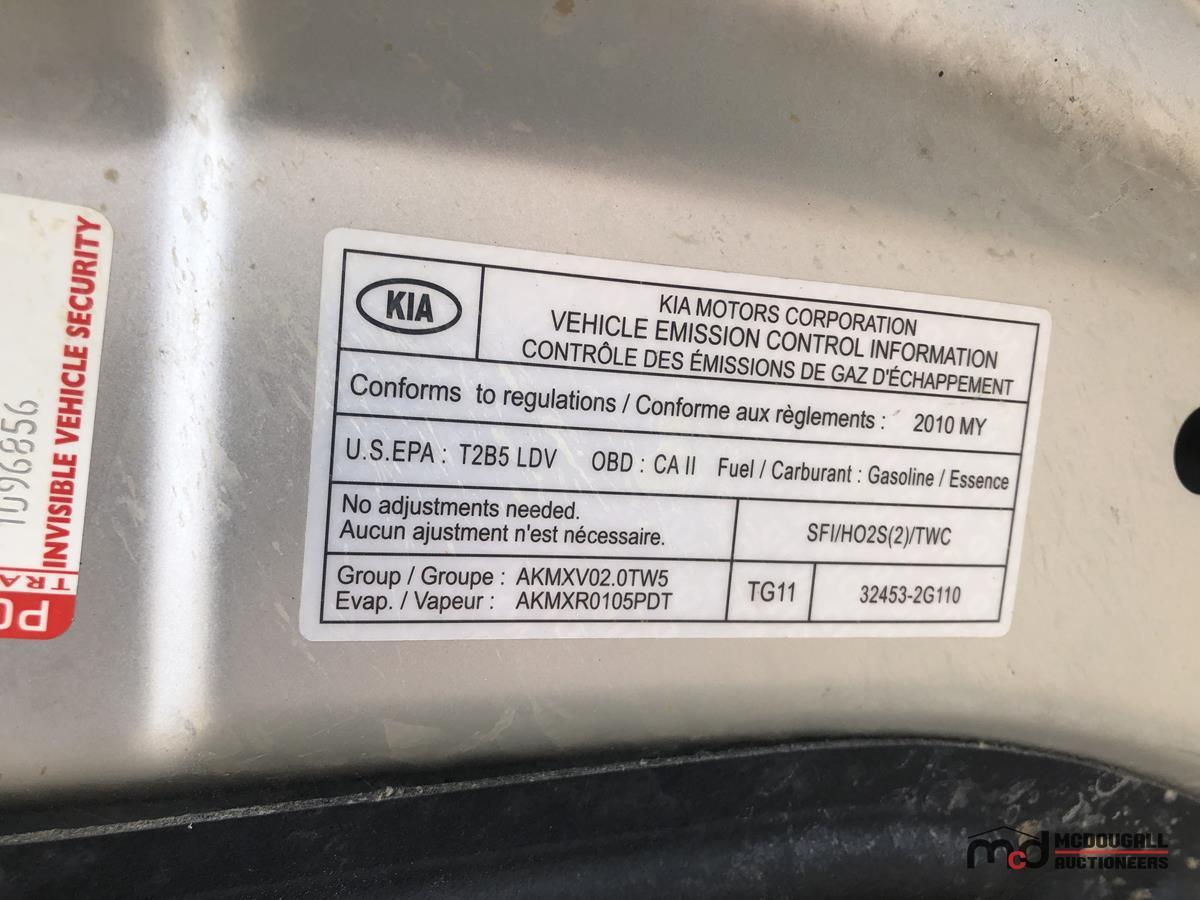 INVISIBLE VEHICLE SECURITY
1096856
KIA
KIA MOTORS CORPORATION
VEHICLE EMISSION CONTROL INFORMATION
CONTRÔLE DES ÉMISSIONS DE GAZ D'ÉCHAPPEMENT
Conforms to regulations / Conforme aux règlements : 2010 MY
U.S.EPA : T2B5 LDV OBD : CA II Fuel / Carburant : Gasoline / Essence
No adjustments needed.
Aucun ajustment n'est nécessaire.
SFI/HO2S(2)/TWC
Group / Groupe : AKMXV02.0TW5
Evap. / Vapeur : AKMXR0105PDT
TG11
32453-2G110
mcd MCDOUGALL
AUCTIONEERS